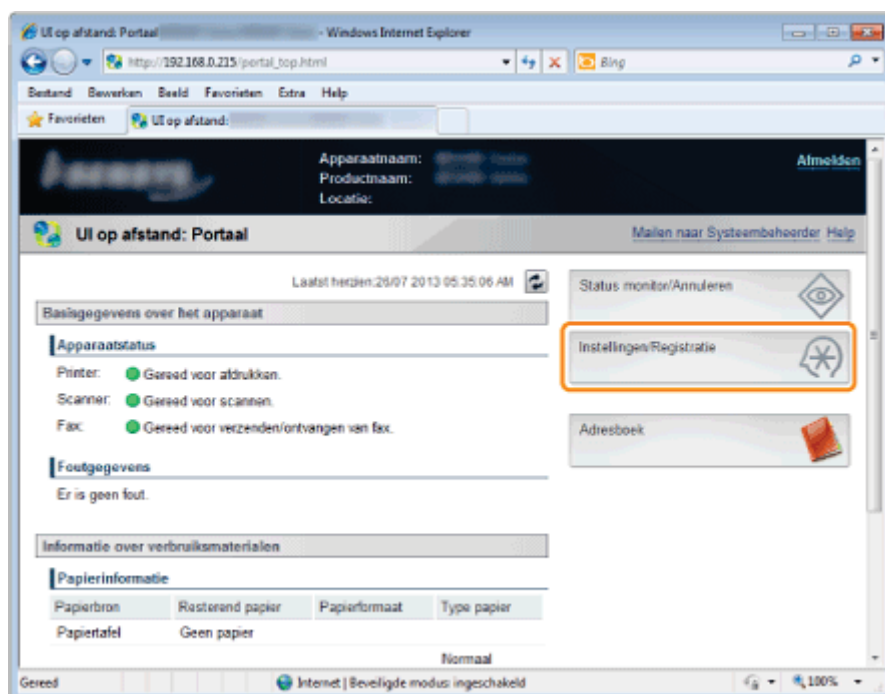 UI op afstand: Portaal - Windows Internet Explorer
http://192.168.0.215/portal_top.html
Bing
Bestand Bewerken Beeld Favorieten Extra Help
Favorieten
UI op afstand:
Apparaatnaam:
Productnaam:
Locatie:
Afmelden
UI op afstand: Portaal
Mailen naar Systeembeheerder Help
Laatst herzien:26/07 2013 05:35:06 AM
Basisgegevens over het apparaat
Apparaatstatus
Printer: Gereed voor afdrukken.
Scanner: Gereed voor scannen.
Fax: Gereed voor verzenden/ontvangen van fax.
Foutgegevens
Er is geen fout.
Informatie over verbruiksmaterialen
Papierinformatie
Papierbron Resterend papier Papierformaat Type papier
Papiertafel Geen papier
Normaal
Status monitor/Annuleren
Instellingen/Registratie
Adresboek
Gereed
Internet | Beveiligde modus: ingeschakeld
100%